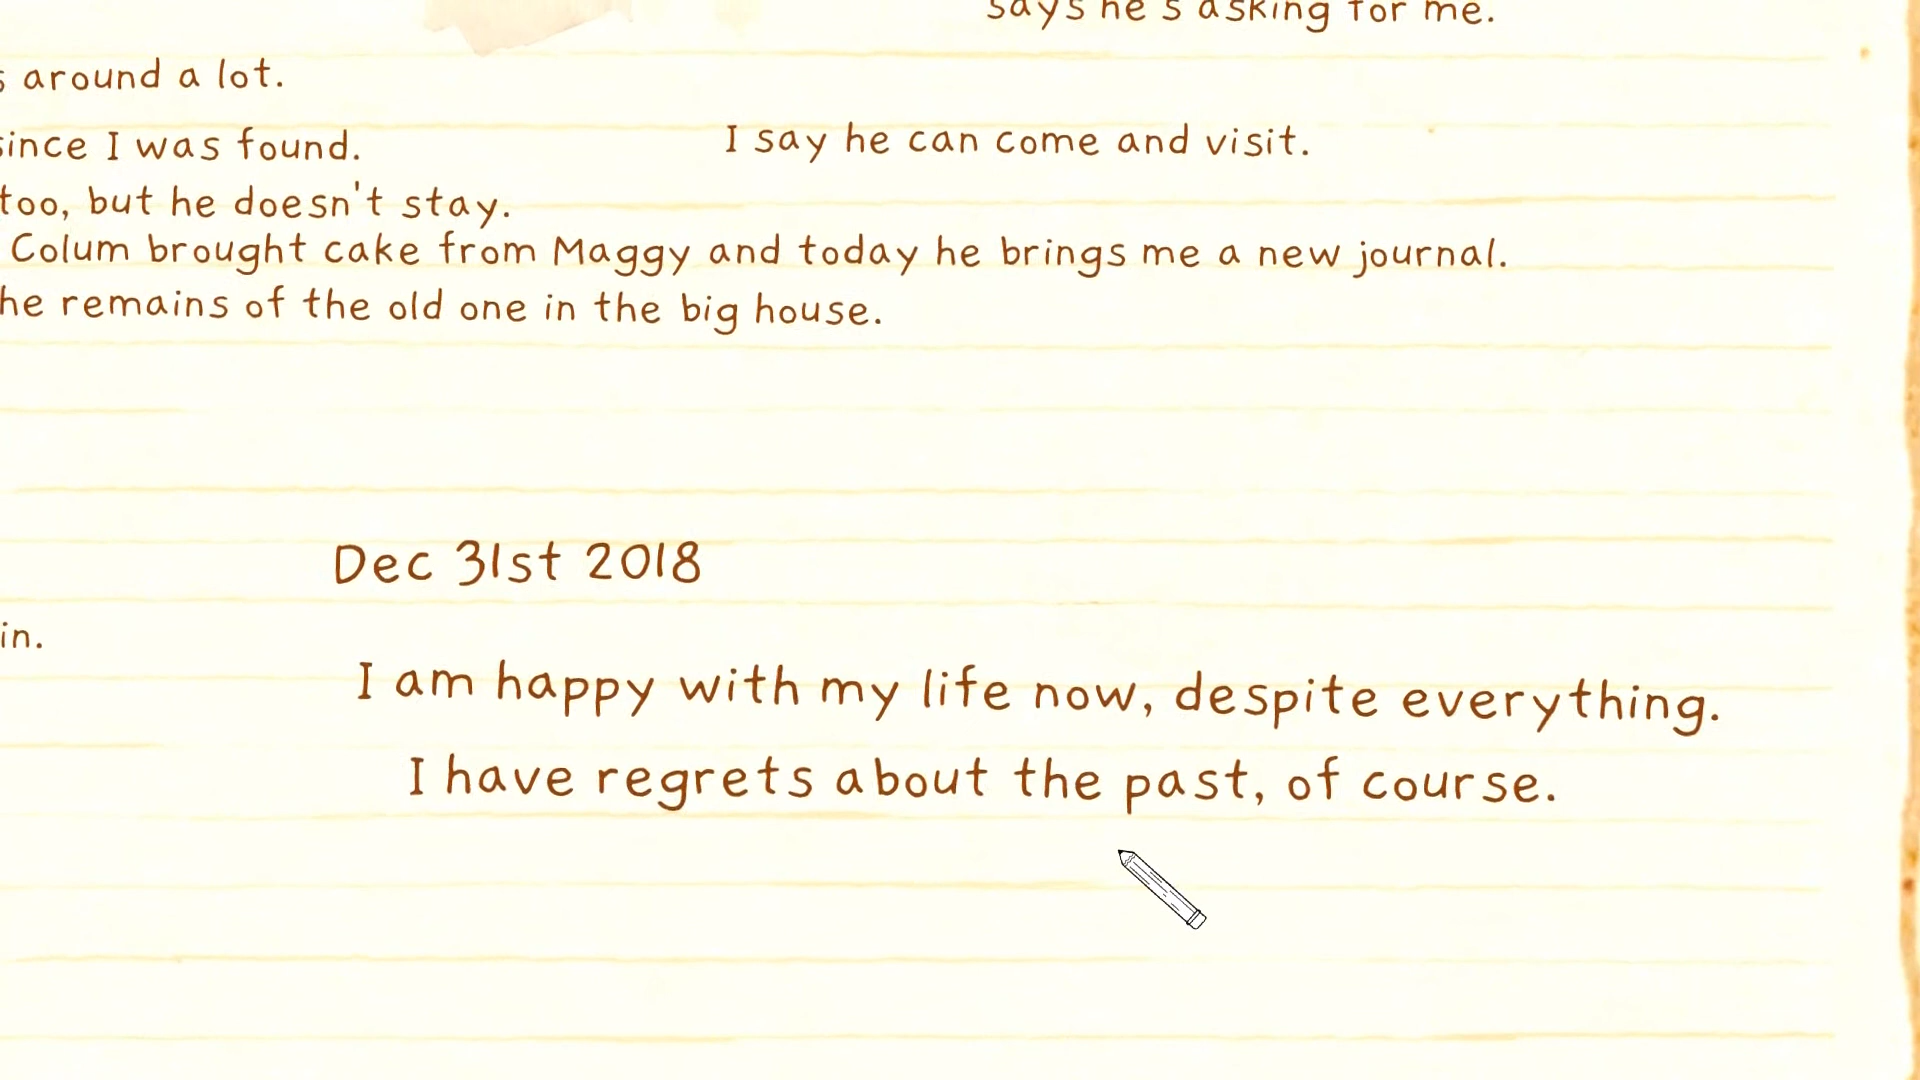 says he's asking for me.
around a lot.
since I was found.
I say he can come and visit.
too, but he doesn't stay.
Colum brought cake from Maggy and today he brings me a new journal.
he remains of the old one in the big house.
Dec 31st 2018
in.
I am happy with my life now, despite everything.
I have regrets about the past, of course.